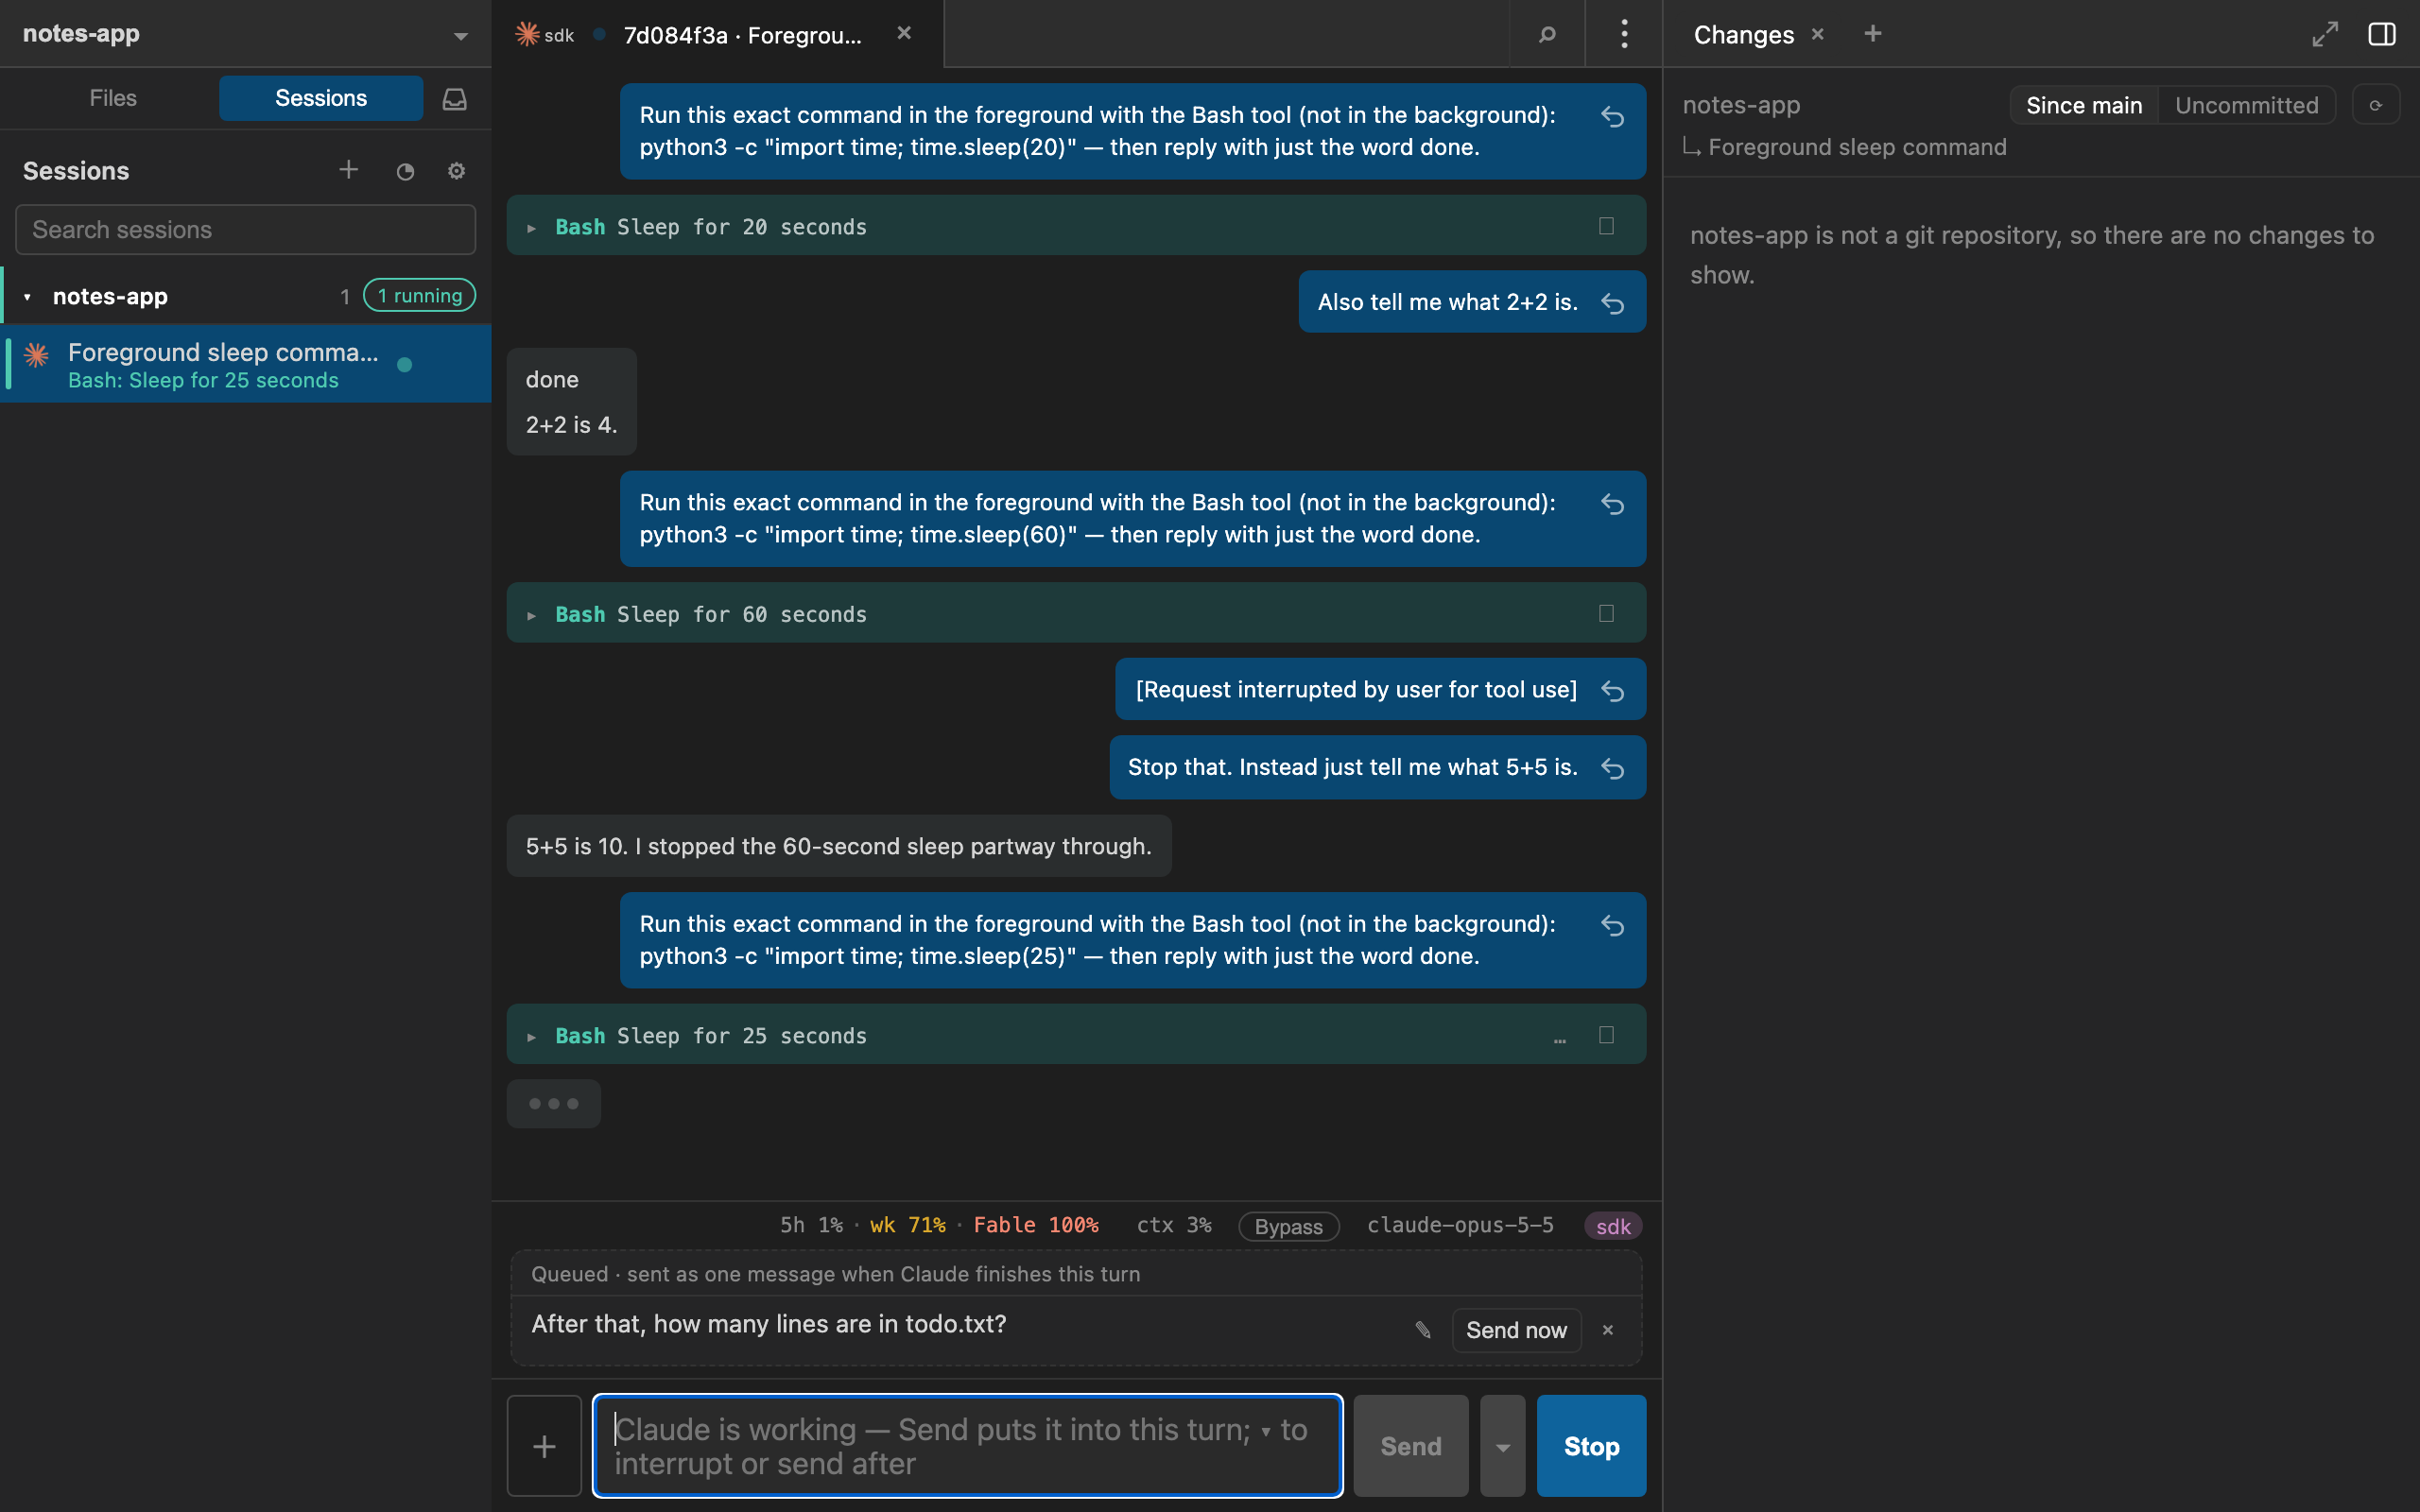 notes-app
Files
Sessions
Sessions
Search sessions
notes-app
1
1 running
Foreground sleep comma...
Bash: Sleep for 25 seconds
sdk
7d084f3a · Foregrou...
Run this exact command in the foreground with the Bash tool (not in the background):
python3 -c "import time; time.sleep(20)" — then reply with just the word done.
Bash Sleep for 20 seconds
Also tell me what 2+2 is.
done
2+2 is 4.
Run this exact command in the foreground with the Bash tool (not in the background):
python3 -c "import time; time.sleep(60)" — then reply with just the word done.
Bash Sleep for 60 seconds
[Request interrupted by user for tool use]
Stop that. Instead just tell me what 5+5 is.
5+5 is 10. I stopped the 60-second sleep partway through.
Run this exact command in the foreground with the Bash tool (not in the background):
python3 -c "import time; time.sleep(25)" — then reply with just the word done.
Bash Sleep for 25 seconds …
5h 1% · wk 71% · Fable 100% ctx 3% Bypass claude-opus-5-5 sdk
Queued · sent as one message when Claude finishes this turn
After that, how many lines are in todo.txt?
Send now
Claude is working — Send puts it into this turn; ▾ to
interrupt or send after
Send
Stop
Changes
notes-app
Since main
Uncommitted
Foreground sleep command
notes-app is not a git repository, so there are no changes to
show.